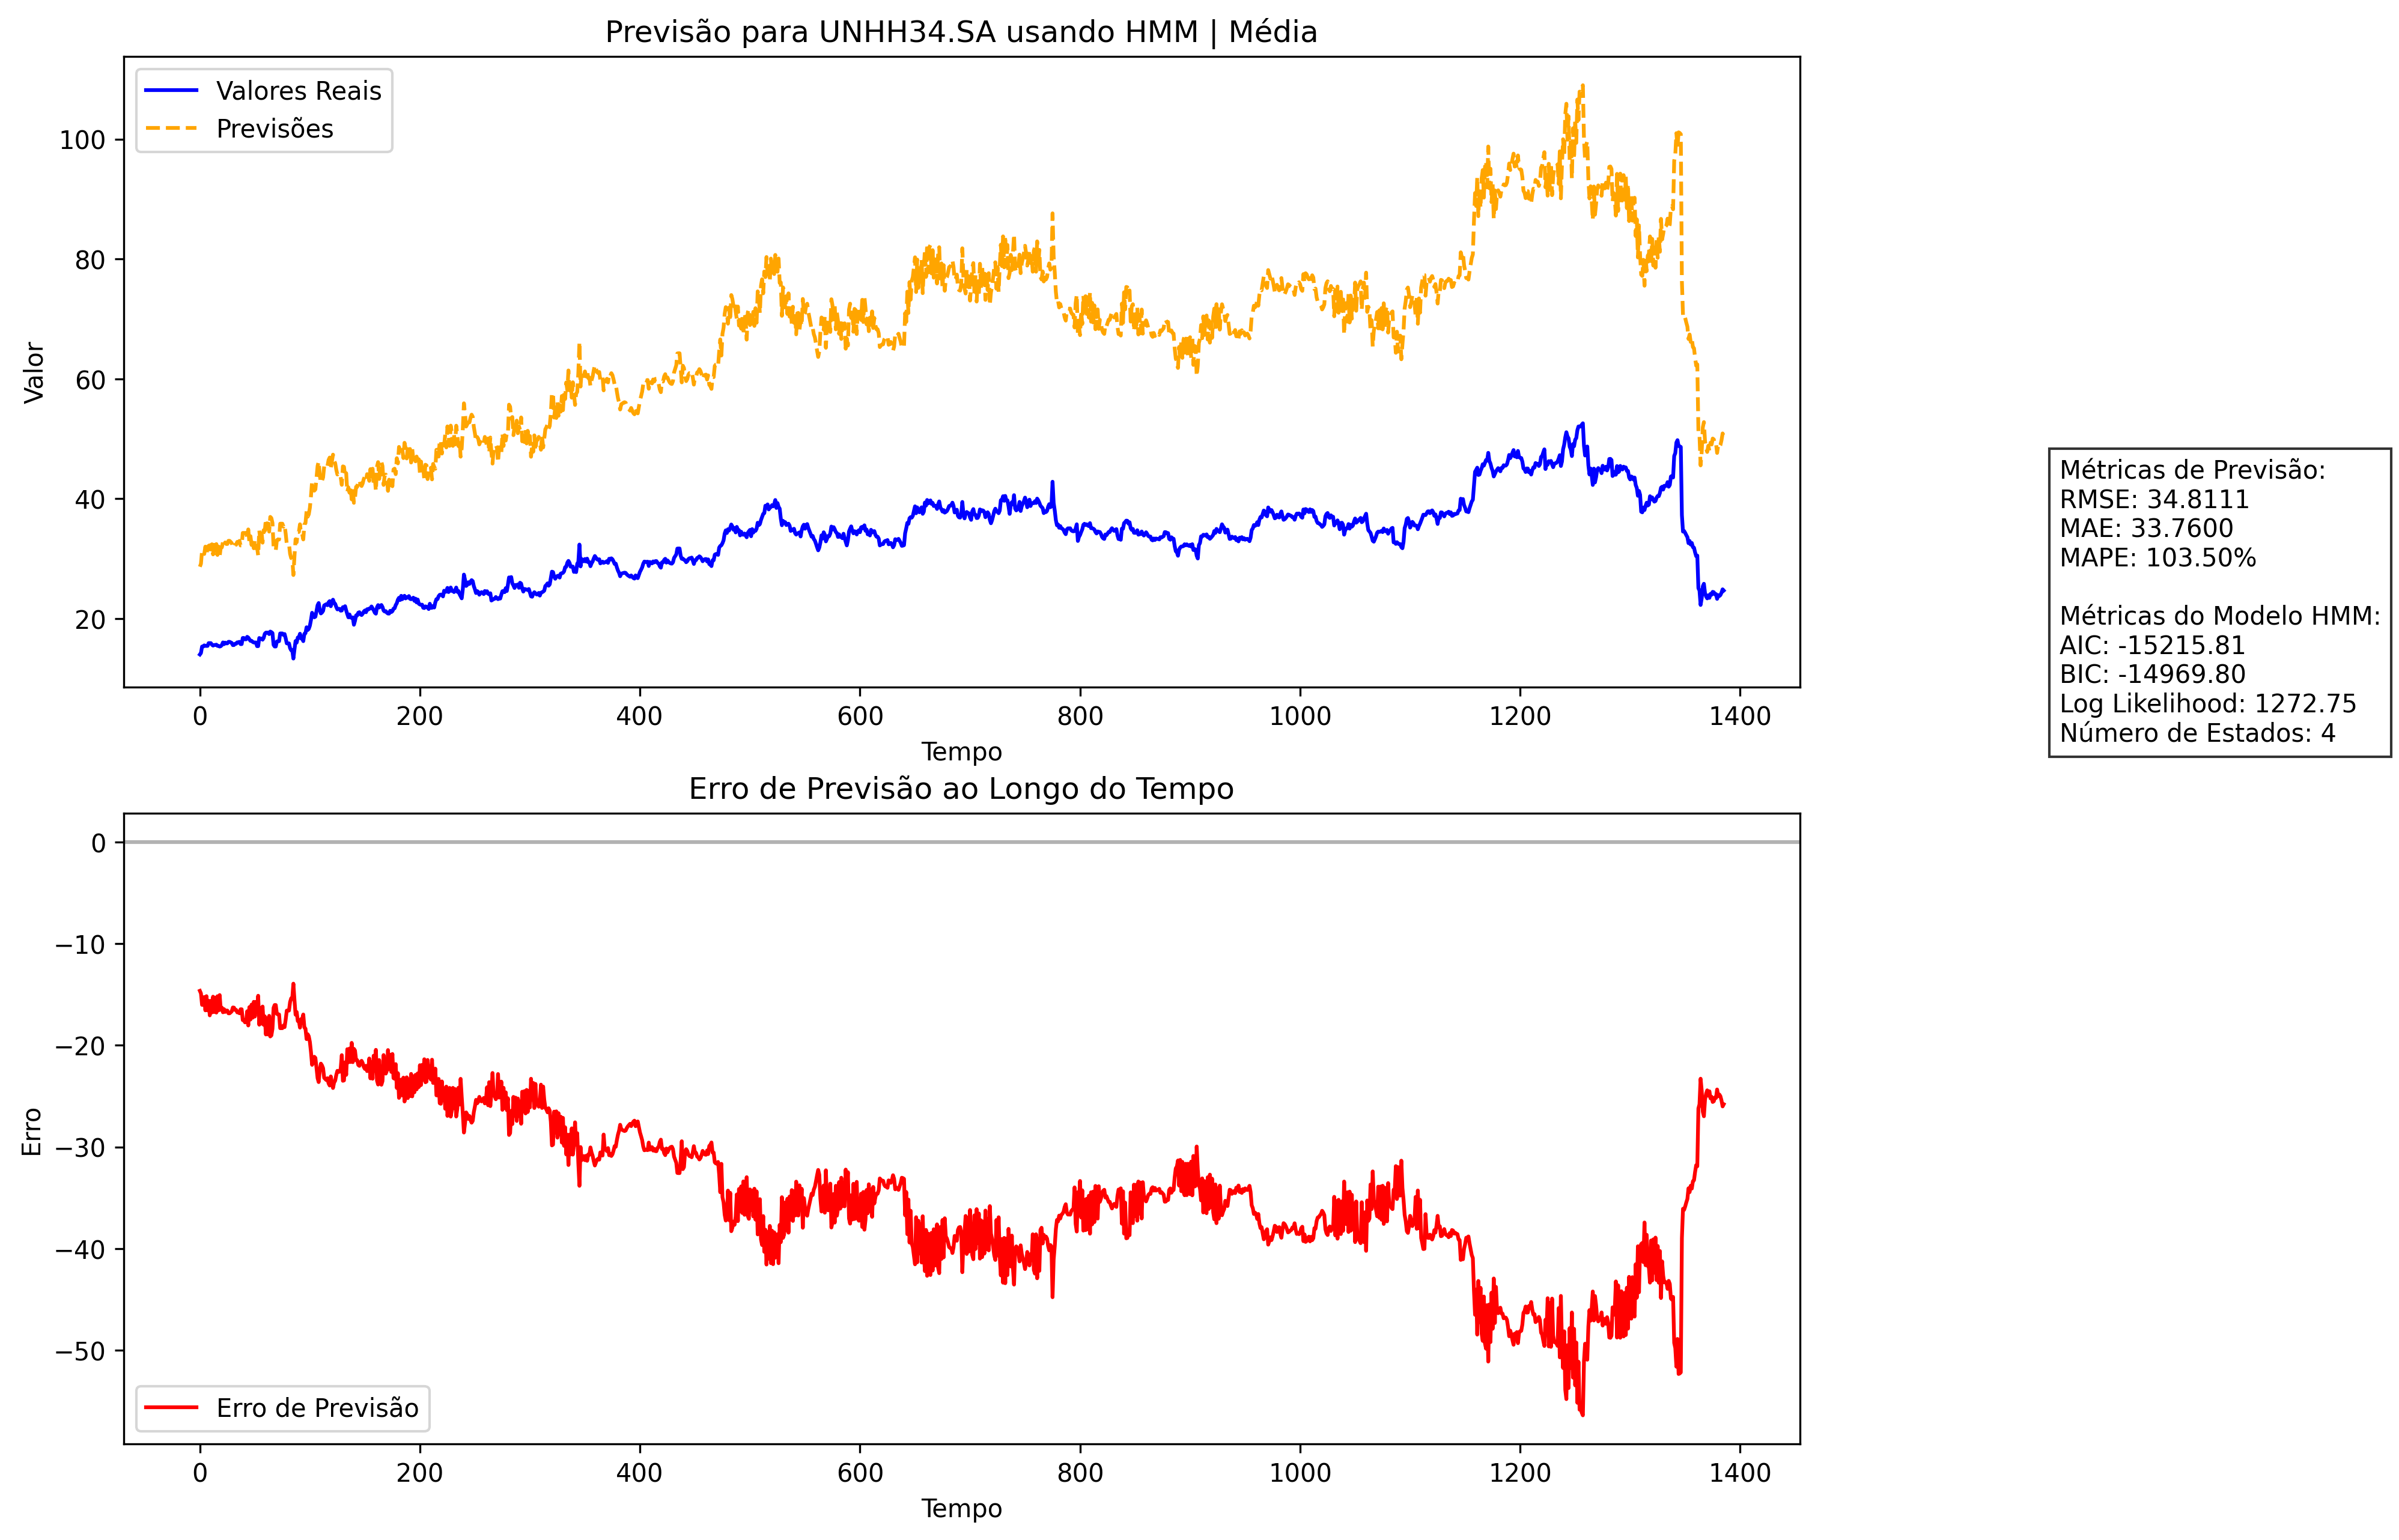 Previsão para UNHH34.SA usando HMM | Média
Valores Reais
Previsões
Valor
100
80
60
40
20
0 200 400 600 800 1000 1200 1400
Tempo
Métricas de Previsão:
RMSE: 34.8111
MAE: 33.7600
MAPE: 103.50%
Métricas do Modelo HMM:
AIC: -15215.81
BIC: -14969.80
Log Likelihood: 1272.75
Número de Estados: 4
Erro de Previsão ao Longo do Tempo
Erro
0
−10
−20
−30
−40
−50
Erro de Previsão
0 200 400 600 800 1000 1200 1400
Tempo